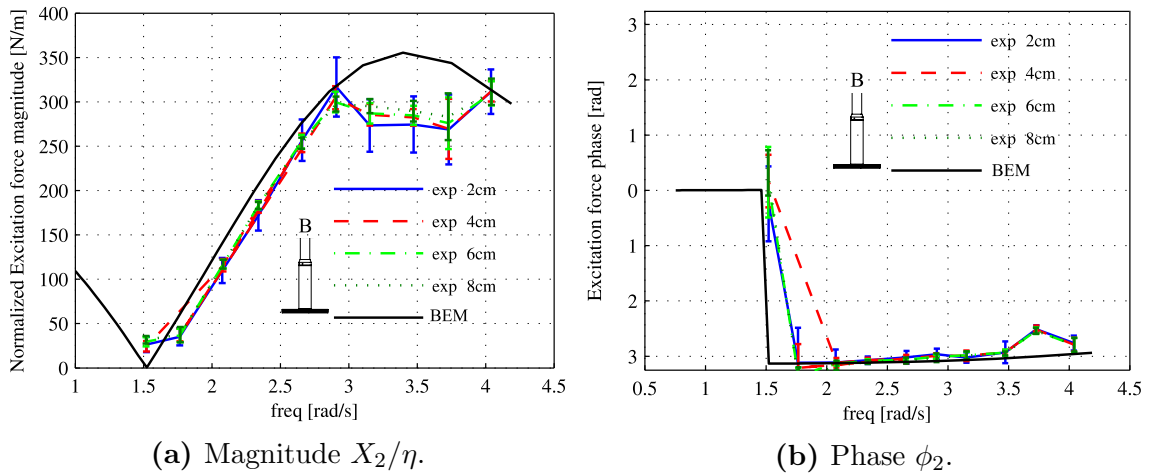 Normalized Excitation force magnitude [N/m]
400
350
300
250
200
150
100
50
0
1
1.5
2
2.5
3
3.5
4
4.5
freq [rad/s]
B
exp 2cm
exp 4cm
exp 6cm
exp 8cm
BEM
(a) Magnitude X₂/η.
Excitation force phase [rad]
3
2
1
0
1
2
3
0.5
1
1.5
2
2.5
3
3.5
4
4.5
freq [rad/s]
B
exp 2cm
exp 4cm
exp 6cm
exp 8cm
BEM
(b) Phase ϕ₂.